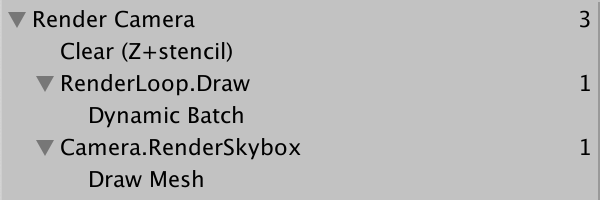 Render Camera 3
Clear (Z+stencil)
RenderLoop.Draw 1
Dynamic Batch
Camera.RenderSkybox 1
Draw Mesh